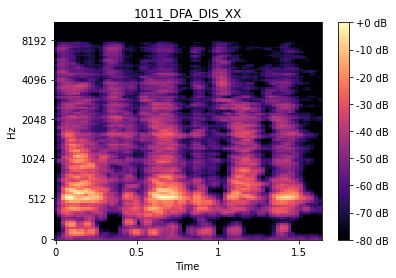 1011_DFA_DIS_XX
8192
4096
2048
1024
512
0
Hz
0
0.5
1
1.5
Time
+0 dB
-10 dB
-20 dB
-30 dB
-40 dB
-50 dB
-60 dB
-70 dB
-80 dB